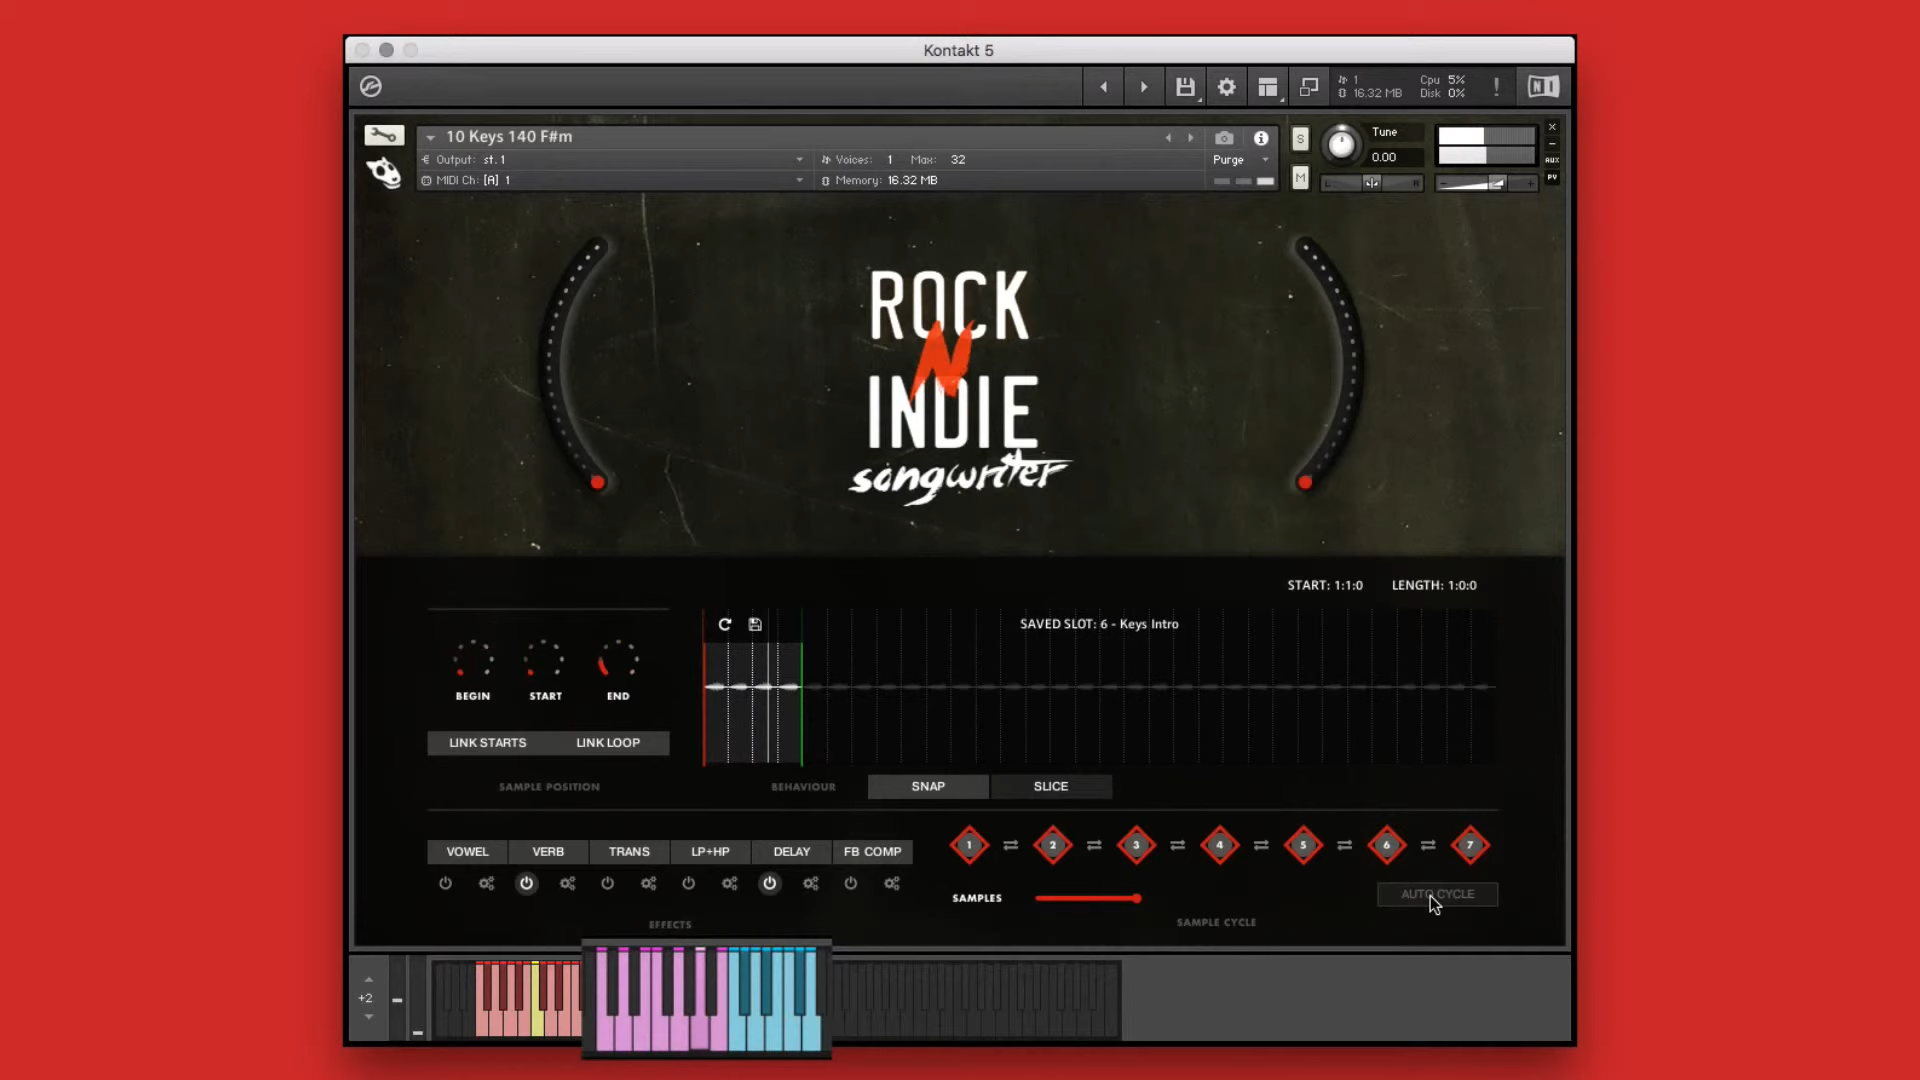 Kontakt 5
1
16.32 MB
Cpu 5%
Disk 0%
!
NI
10 Keys 140 F#m
Output: st.1
Voices: 1 Max: 32
Purge
MIDI Ch: [A] 1
Memory: 16.32 MB
S
M
Tune
0.00
L
R
AUX
PV
ROCK
N
INDIE
songwriter
START: 1:1:0
LENGTH: 1:0:0
SAVED SLOT: 6 - Keys Intro
BEGIN
START
END
LINK STARTS
LINK LOOP
SAMPLE POSITION
BEHAVIOUR
SNAP
SLICE
VOWEL
VERB
TRANS
LP+HP
DELAY
FB COMP
1
2
3
4
5
6
7
SAMPLES
AUTO CYCLE
EFFECTS
SAMPLE CYCLE
+2